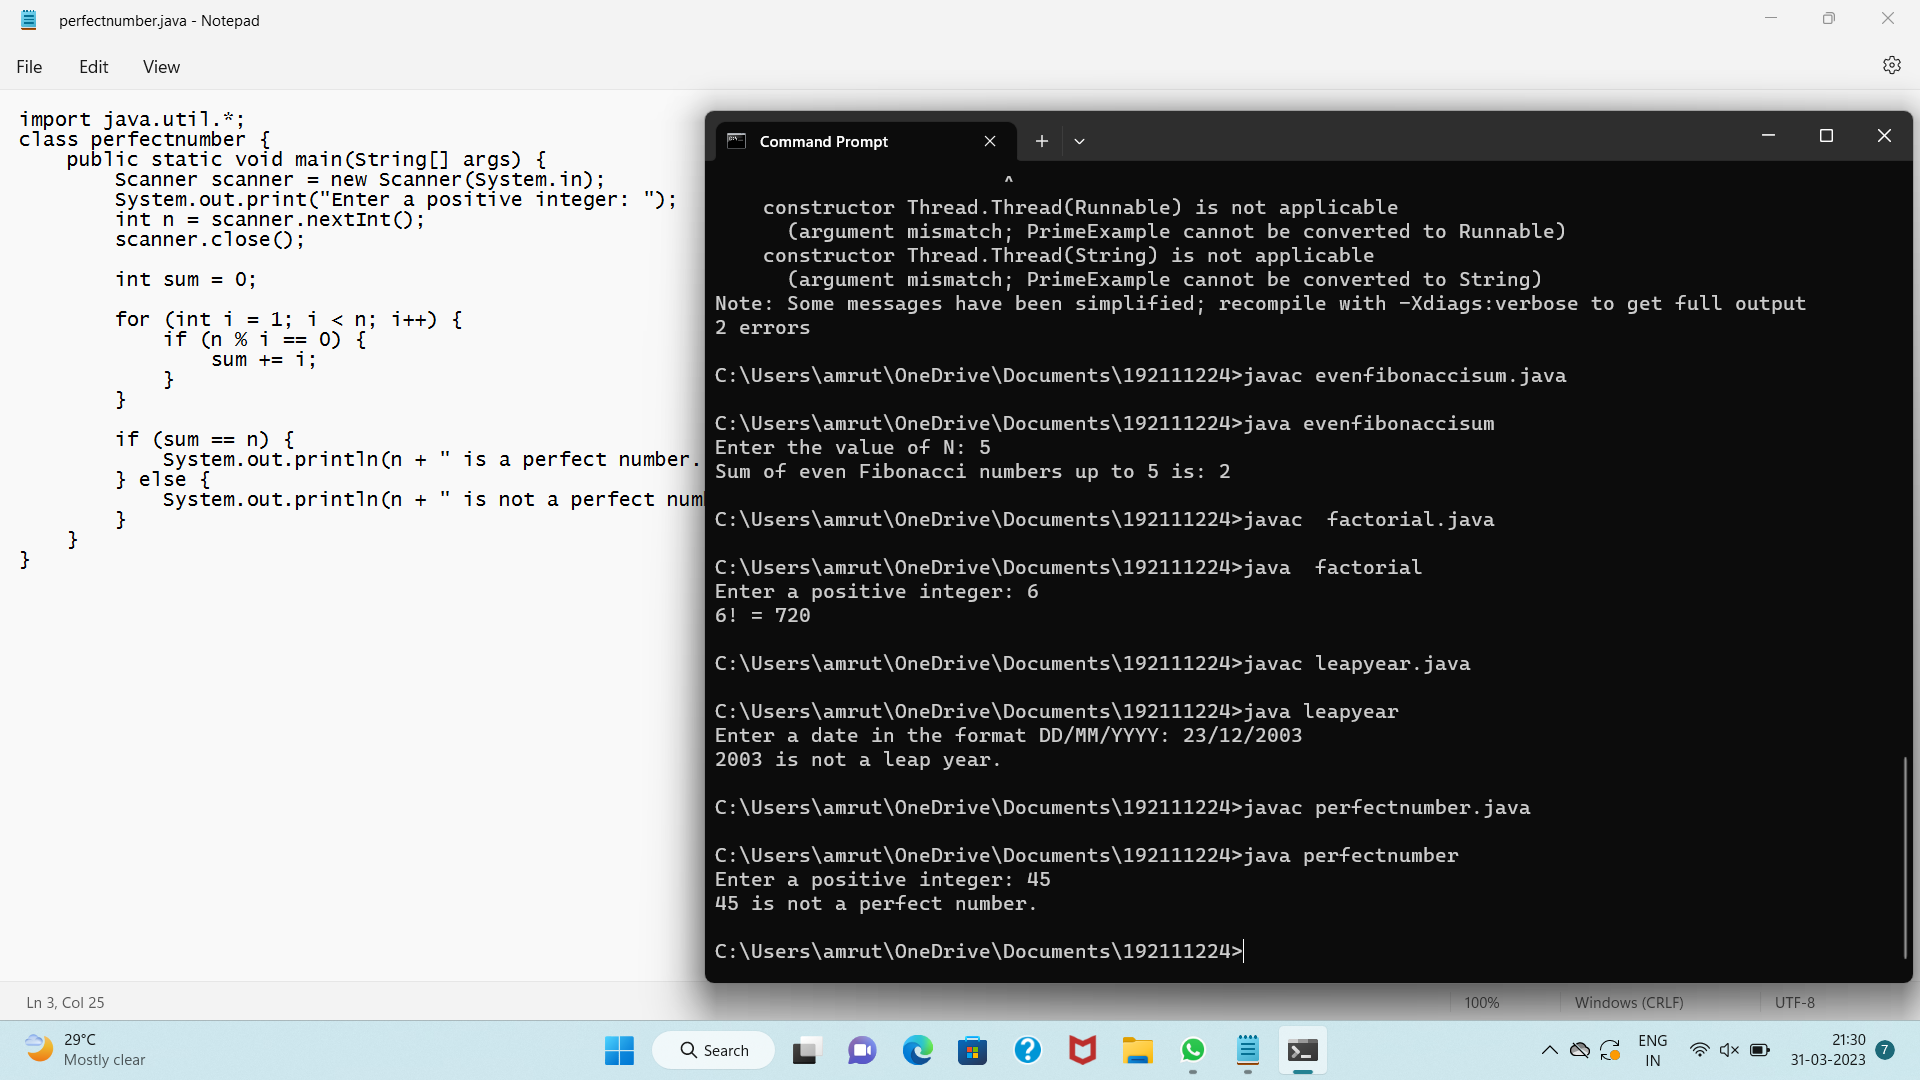 perfectnumber.java - Notepad
File Edit View
import java.util.*;
class perfectnumber {
    public static void main(String[] args) {
        Scanner scanner = new Scanner(System.in);
        System.out.print("Enter a positive integer: ");
        int n = scanner.nextInt();
        scanner.close();
        int sum = 0;
        for (int i = 1; i < n; i++) {
            if (n % i == 0) {
                sum += i;
            }
        }
        if (sum == n) {
            System.out.println(n + " is a perfect number.
        } else {
            System.out.println(n + " is not a perfect num
        }
    }
}
Command Prompt
^
    constructor Thread.Thread(Runnable) is not applicable
      (argument mismatch; PrimeExample cannot be converted to Runnable)
    constructor Thread.Thread(String) is not applicable
      (argument mismatch; PrimeExample cannot be converted to String)
Note: Some messages have been simplified; recompile with -Xdiags:verbose to get full output
2 errors
C:\Users\amrut\OneDrive\Documents\192111224>javac evenfibonaccisum.java
C:\Users\amrut\OneDrive\Documents\192111224>java evenfibonaccisum
Enter the value of N: 5
Sum of even Fibonacci numbers up to 5 is: 2
C:\Users\amrut\OneDrive\Documents\192111224>javac  factorial.java
C:\Users\amrut\OneDrive\Documents\192111224>java  factorial
Enter a positive integer: 6
6! = 720
C:\Users\amrut\OneDrive\Documents\192111224>javac leapyear.java
C:\Users\amrut\OneDrive\Documents\192111224>java leapyear
Enter a date in the format DD/MM/YYYY: 23/12/2003
2003 is not a leap year.
C:\Users\amrut\OneDrive\Documents\192111224>javac perfectnumber.java
C:\Users\amrut\OneDrive\Documents\192111224>java perfectnumber
Enter a positive integer: 45
45 is not a perfect number.
C:\Users\amrut\OneDrive\Documents\192111224>
Ln 3, Col 25
100%
Windows (CRLF)
UTF-8
29°C
Mostly clear
Search
ENG
IN
21:30
31-03-2023
7